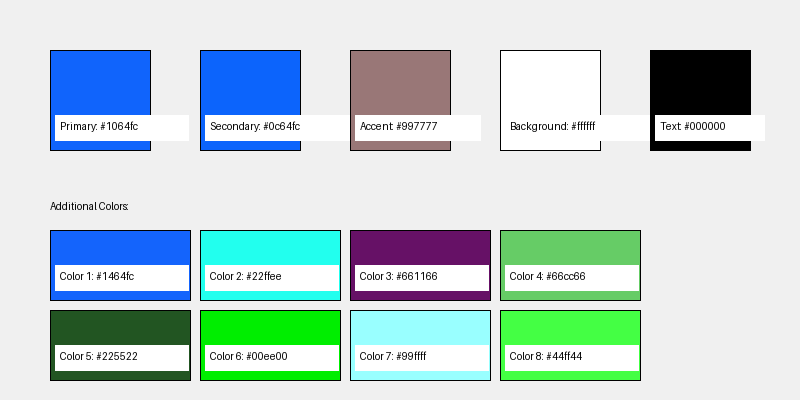 Primary: #1064fc
Secondary: #0c64fc
Accent: #997777
Background: #ffffff
Text: #000000
Additional Colors:
Color 1: #1464fc
Color 2: #22ffee
Color 3: #661166
Color 4: #66cc66
Color 5: #225522
Color 6: #00ee00
Color 7: #99ffff
Color 8: #44ff44